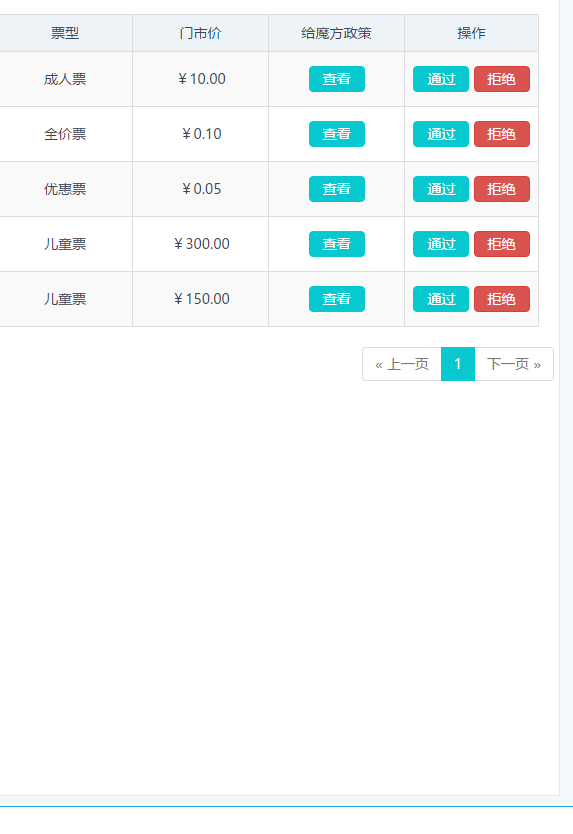 票型 门市价 给魔方政策 操作
成人票 ¥ 10.00 查看 通过 拒绝
全价票 ¥ 0.10 查看 通过 拒绝
优惠票 ¥ 0.05 查看 通过 拒绝
儿童票 ¥ 300.00 查看 通过 拒绝
儿童票 ¥ 150.00 查看 通过 拒绝
« 上一页 1 下一页 »